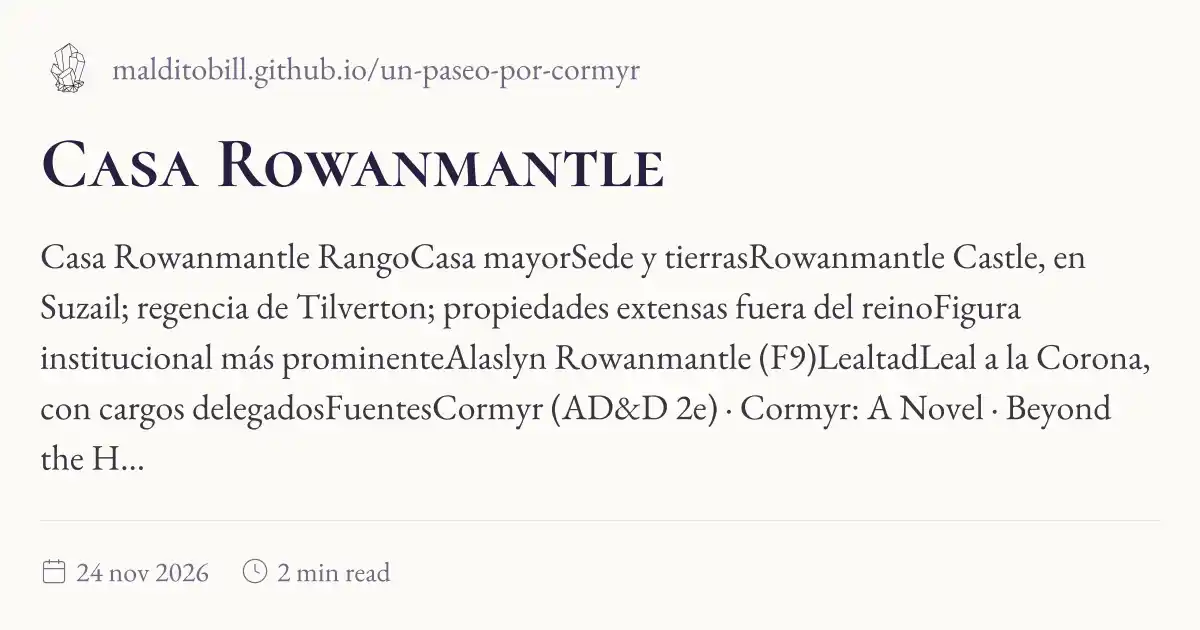 malditobill.github.io/un-paseo-por-cormyr
Casa Rowanmantle
Casa Rowanmantle RangoCasa mayorSede y tierrasRowanmantle Castle, en
Suzail; regencia de Tilverton; propiedades extensas fuera del reinoFigura
institucional más prominenteAlaslyn Rowanmantle (F9)LealtadLeal a la Corona,
con cargos delegadosFuentesCormyr (AD&D 2e) · Cormyr: A Novel · Beyond
the H...
24 nov 2026 2 min read